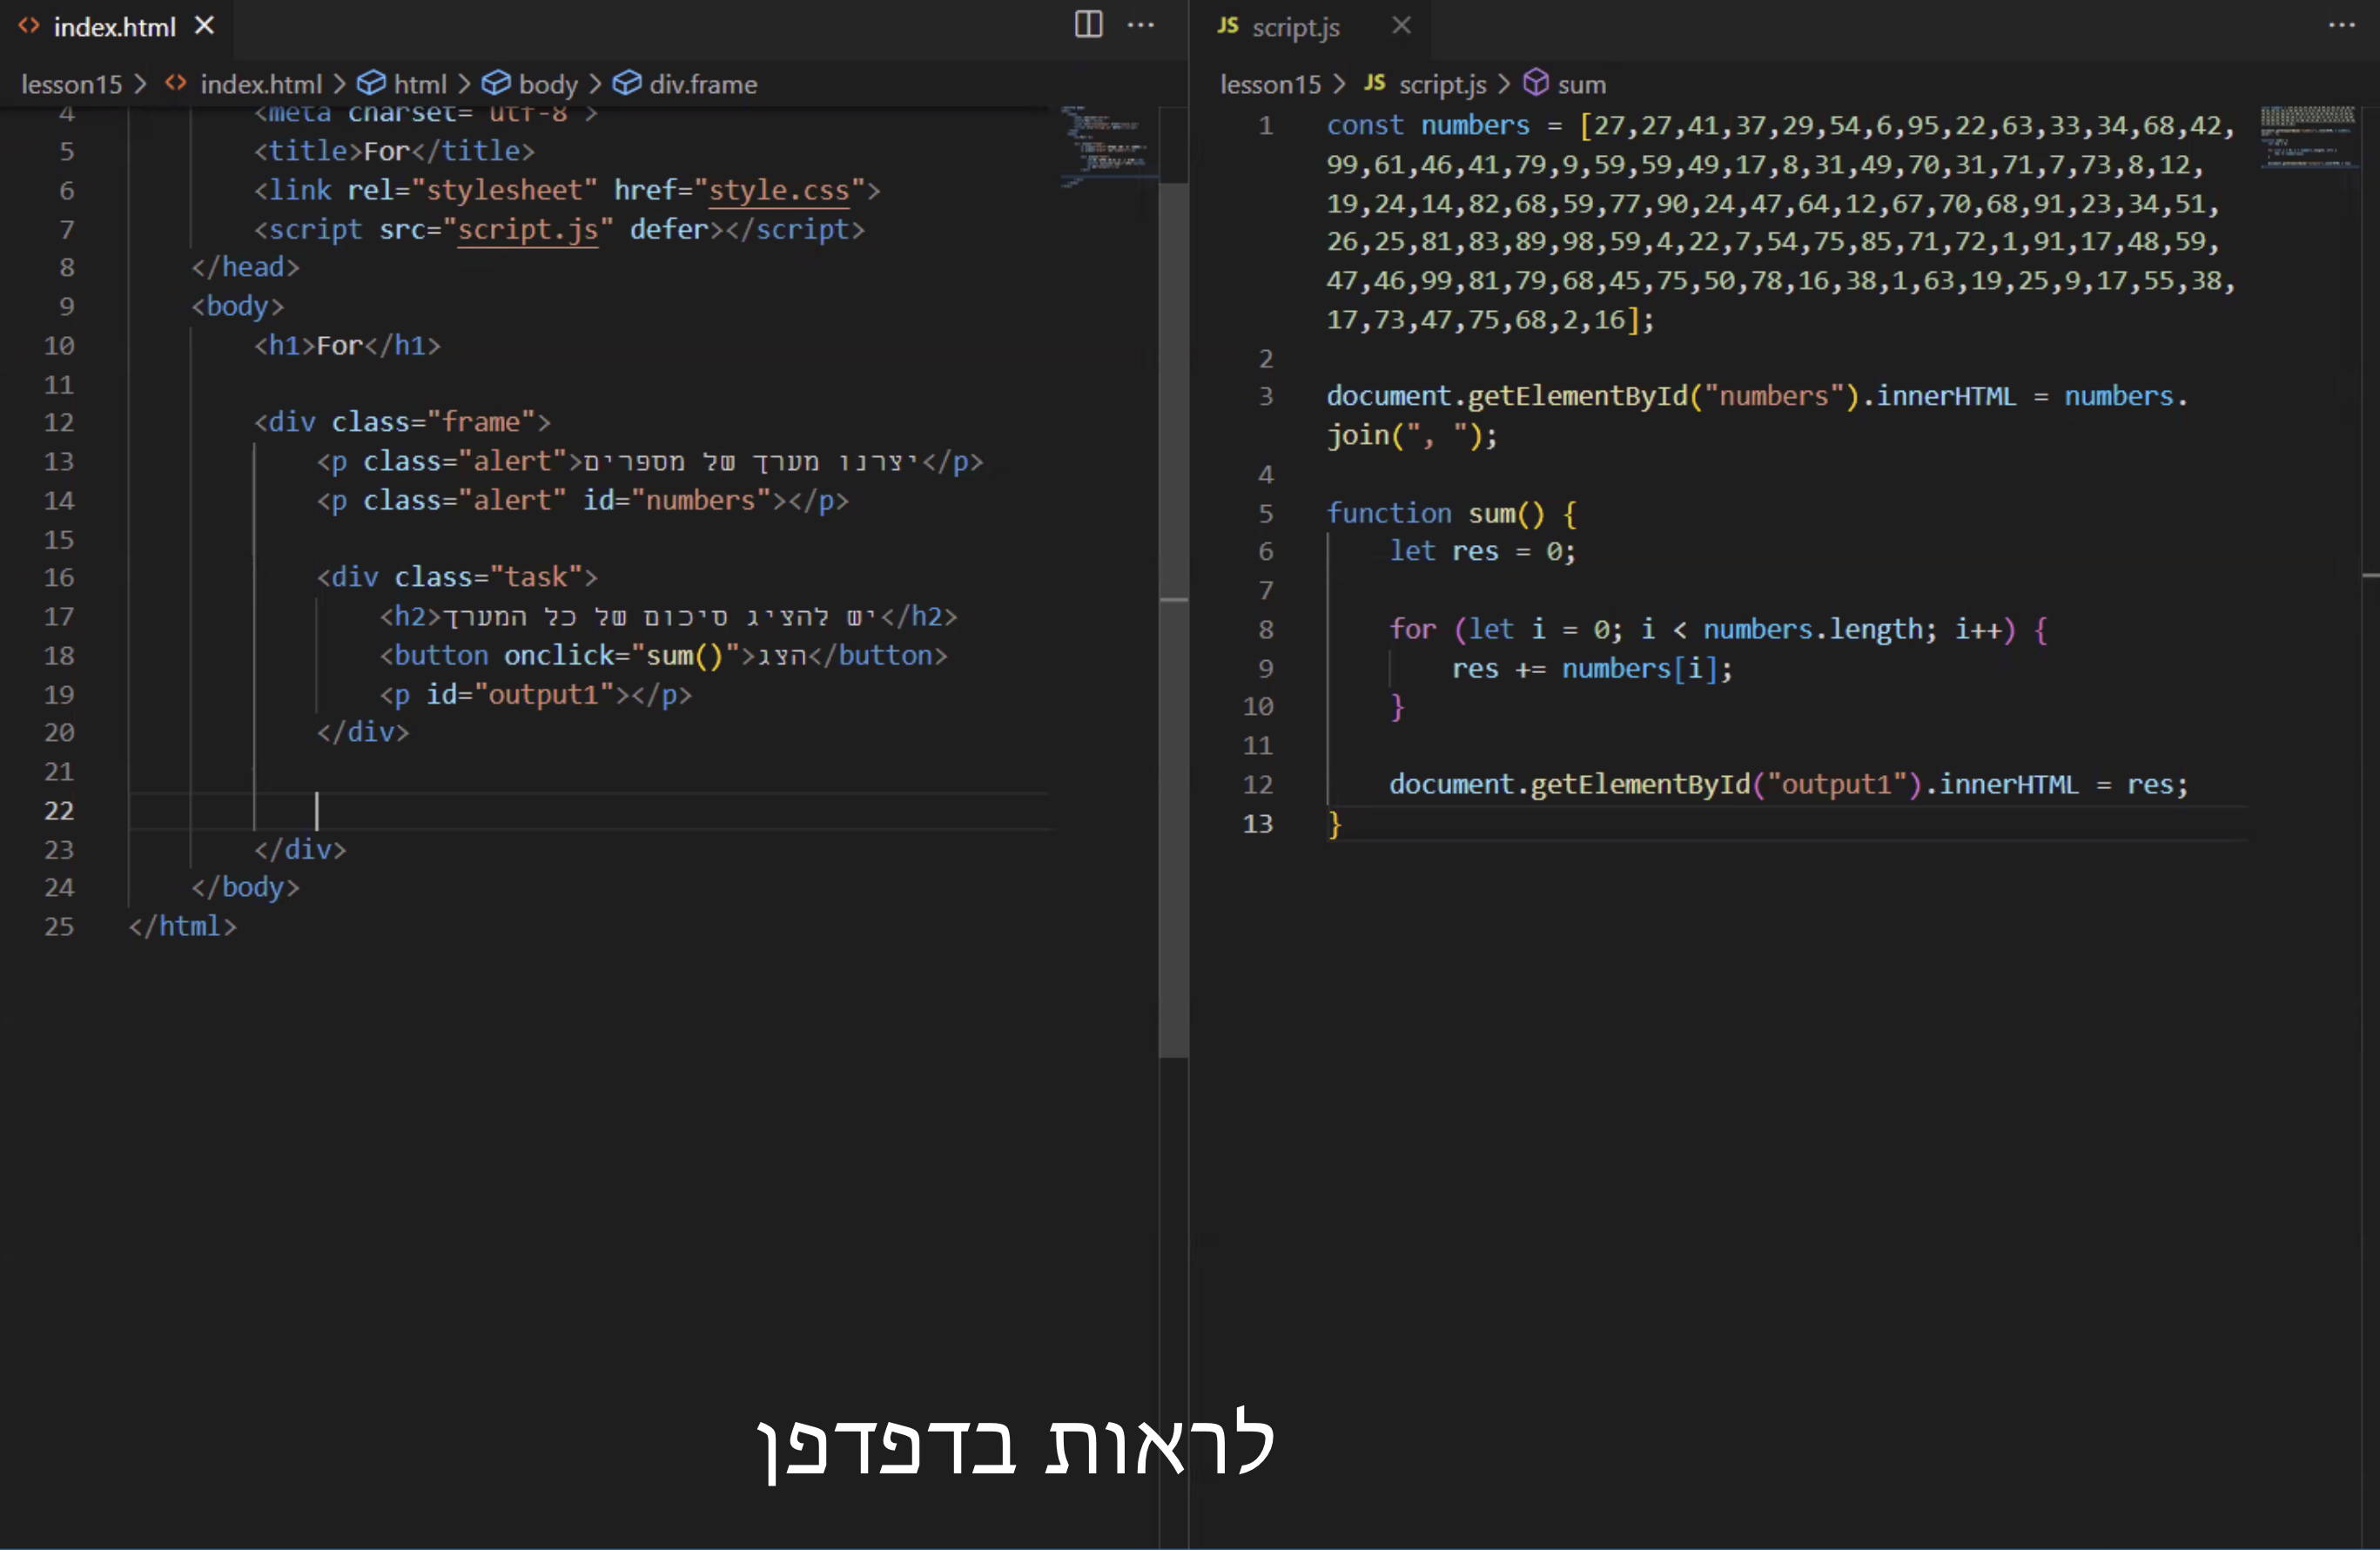 index.html
lesson15 > index.html > html > body > div.frame
4 <meta charset="utf-8">
5 <title>For</title>
6 <link rel="stylesheet" href="style.css">
7 <script src="script.js" defer></script>
8 </head>
9 <body>
10 <h1>For</h1>
11
12 <div class="frame">
13 <p class="alert">יצרנו מערך של מספרים</p>
14 <p class="alert" id="numbers"></p>
15
16 <div class="task">
17 <h2>יש להציג סיכום של כל המערך</h2>
18 <button onclick="sum()">הצג</button>
19 <p id="output1"></p>
20 </div>
21
22
23 </div>
24 </body>
25 </html>
JS script.js
lesson15 > JS script.js > sum
1 const numbers = [27,27,41,37,29,54,6,95,22,63,33,34,68,42,
99,61,46,41,79,9,59,59,49,17,8,31,49,70,31,71,7,73,8,12,
19,24,14,82,68,59,77,90,24,47,64,12,67,70,68,91,23,34,51,
26,25,81,83,89,98,59,4,22,7,54,75,85,71,72,1,91,17,48,59,
47,46,99,81,79,68,45,75,50,78,16,38,1,63,19,25,9,17,55,38,
17,73,47,75,68,2,16];
2
3 document.getElementById("numbers").innerHTML = numbers.
join(", ");
4
5 function sum() {
6 let res = 0;
7
8 for (let i = 0; i < numbers.length; i++) {
9 res += numbers[i];
10 }
11
12 document.getElementById("output1").innerHTML = res;
13 }
לראות בדפדפן